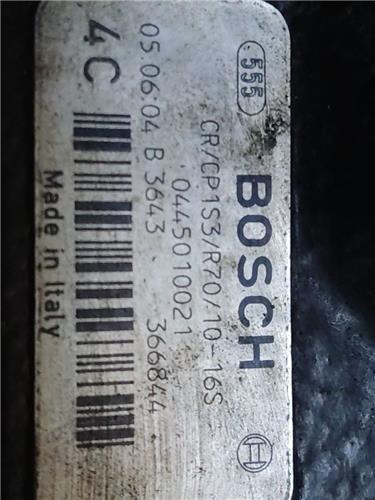 555 BOSCH
CR/CP1S3/R70/10-16S
0445010021
05.06.04 B 3643 . 366844 .
4C
Made in Italy